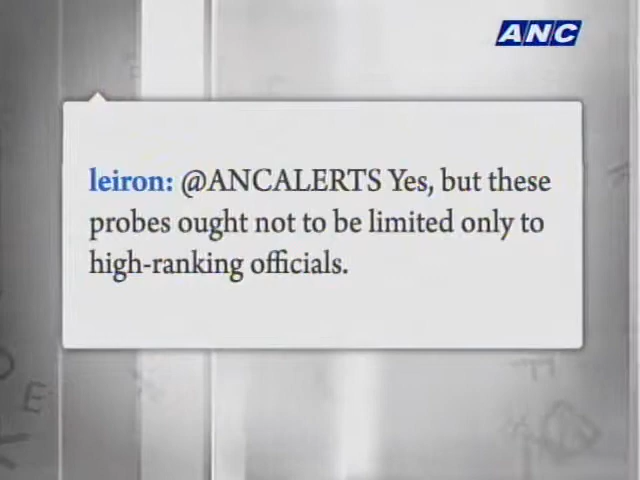 ANC
leiron: @ANCALERTS Yes, but these
probes ought not to be limited only to
high-ranking officials.